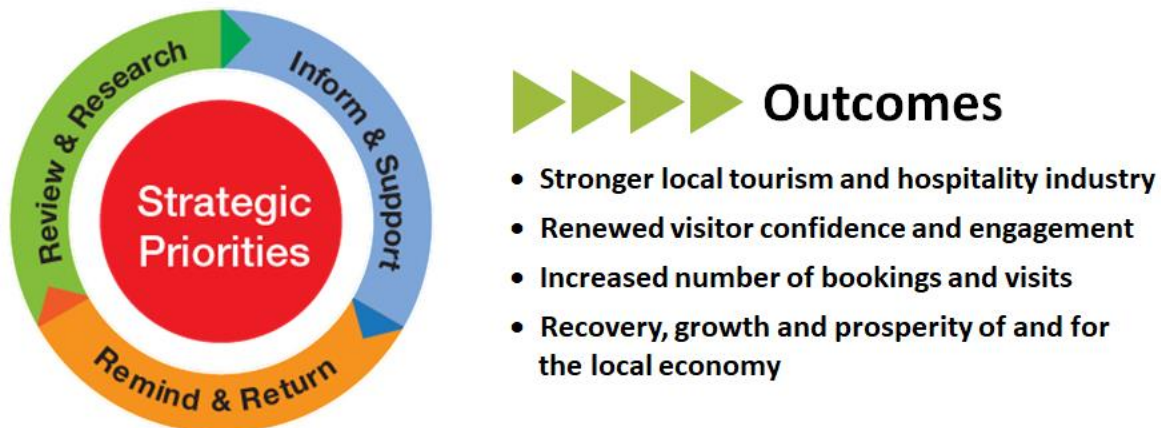 Review & Research
Inform & Support
Remind & Return
Strategic
Priorities
Outcomes
• Stronger local tourism and hospitality industry
• Renewed visitor confidence and engagement
• Increased number of bookings and visits
• Recovery, growth and prosperity of and for
the local economy